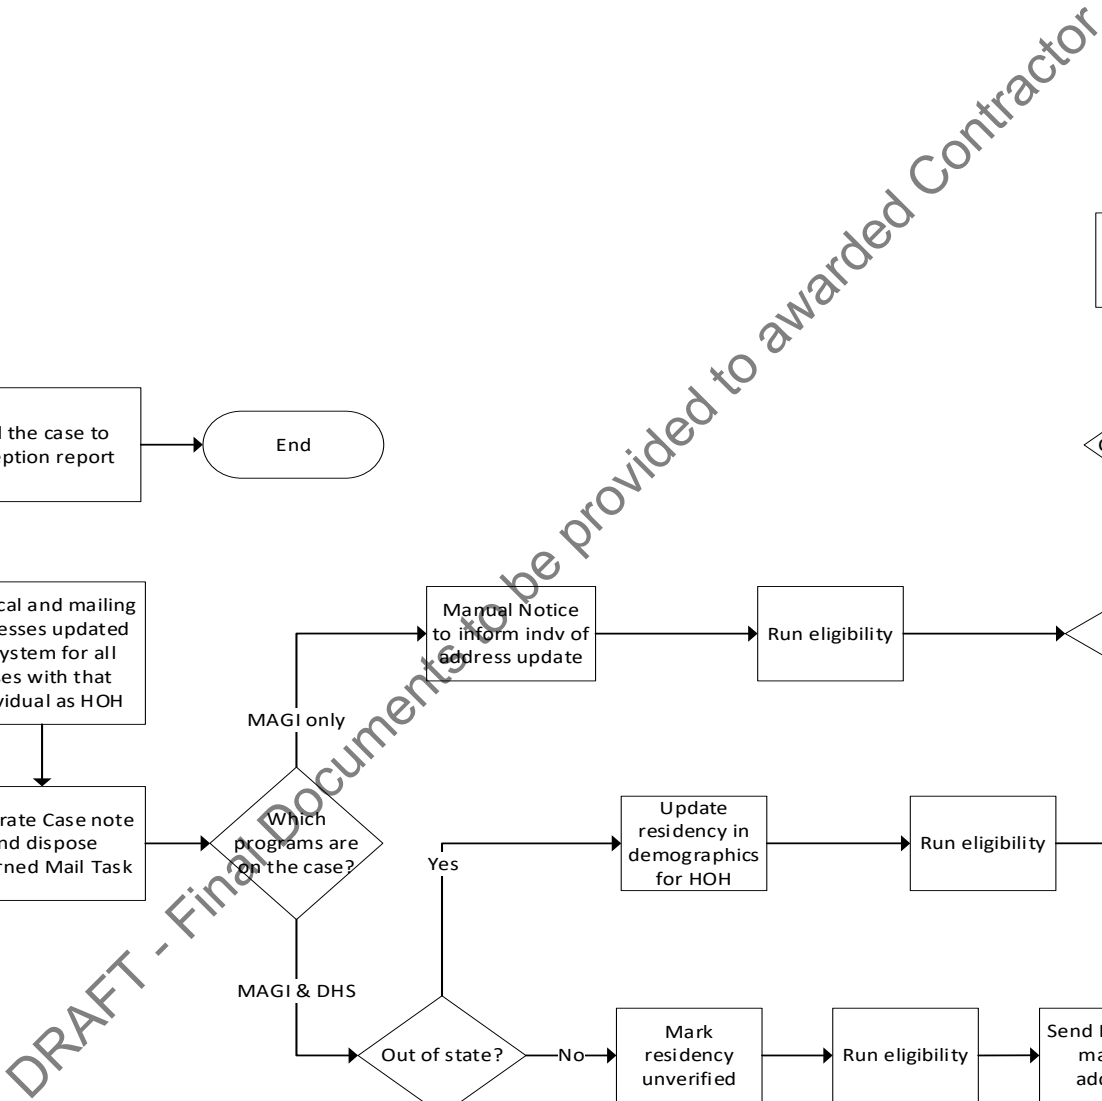 DRAFT - Final Documents to be provided to awarded Contractor
the case to
eption report
End
cal and mailing
esses updated
ystem for all
es with that
vidual as HOH
Manual Notice
to inform indv of
address update
Run eligibility
MAGI only
rate Case note
nd dispose
rned Mail Task
Which
programs are
on the case?
Yes
Update
residency in
demographics
for HOH
Run eligibility
MAGI & DHS
Out of state?
No
Mark
residency
unverified
Run eligibility
Send
ma
add